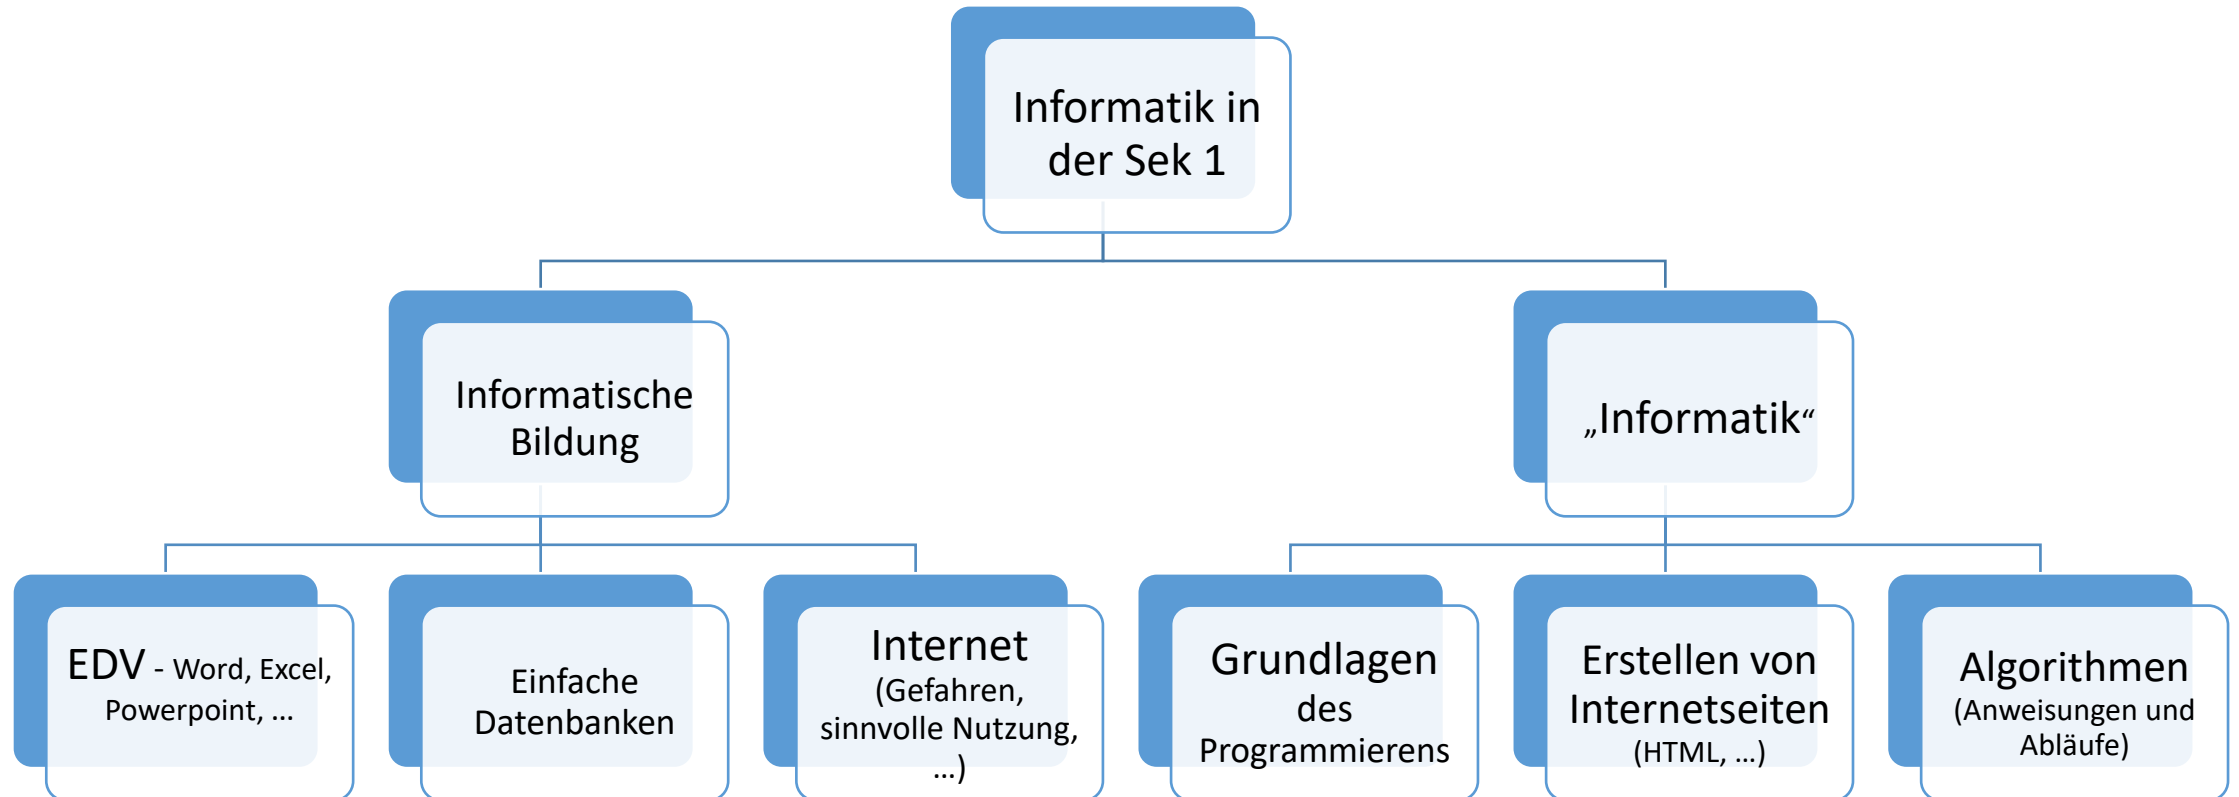 Informatik in
der Sek 1
Informatische
Bildung
„Informatik“
EDV - Word, Excel,
Powerpoint, ...
Einfache
Datenbanken
Internet
(Gefahren,
sinnvolle Nutzung,
...)
Grundlagen
des
Programmierens
Erstellen von
Internetseiten
(HTML, ...)
Algorithmen
(Anweisungen und
Abläufe)